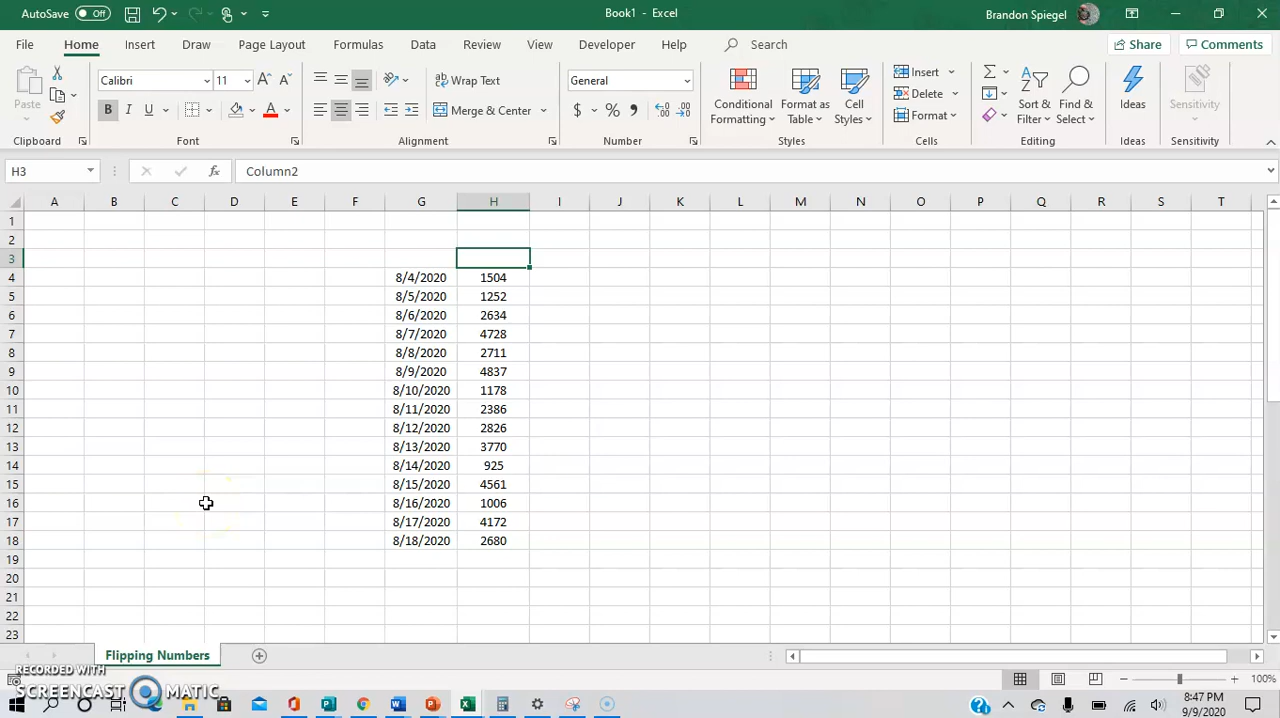 AutoSave Off Book1 - Excel Brandon Spiegel
File Home Insert Draw Page Layout Formulas Data Review View Developer Help Search Share Comments
Paste Calibri 11 Wrap Text General Conditional Formatting Format as Table Cell Styles Insert Sort & Filter Find & Select Ideas Sensitivity
B I U A Merge & Center $ % Delete
Format
Clipboard Font Alignment Number Styles Cells Editing Ideas Sensitivity
H3 fx Column2
A B C D E F G H I J K L M N O P Q R S T
1
2
3
4 8/4/2020 1504
5 8/5/2020 1252
6 8/6/2020 2634
7 8/7/2020 4728
8 8/8/2020 2711
9 8/9/2020 4837
10 8/10/2020 1178
11 8/11/2020 2386
12 8/12/2020 2826
13 8/13/2020 3770
14 8/14/2020 925
15 8/15/2020 4561
16 8/16/2020 1006
17 8/17/2020 4172
18 8/18/2020 2680
19
20
21
22
23
Flipping Numbers
RECORDED WITH
SCREENCAST MATIC
100%
8:47 PM
9/9/2020